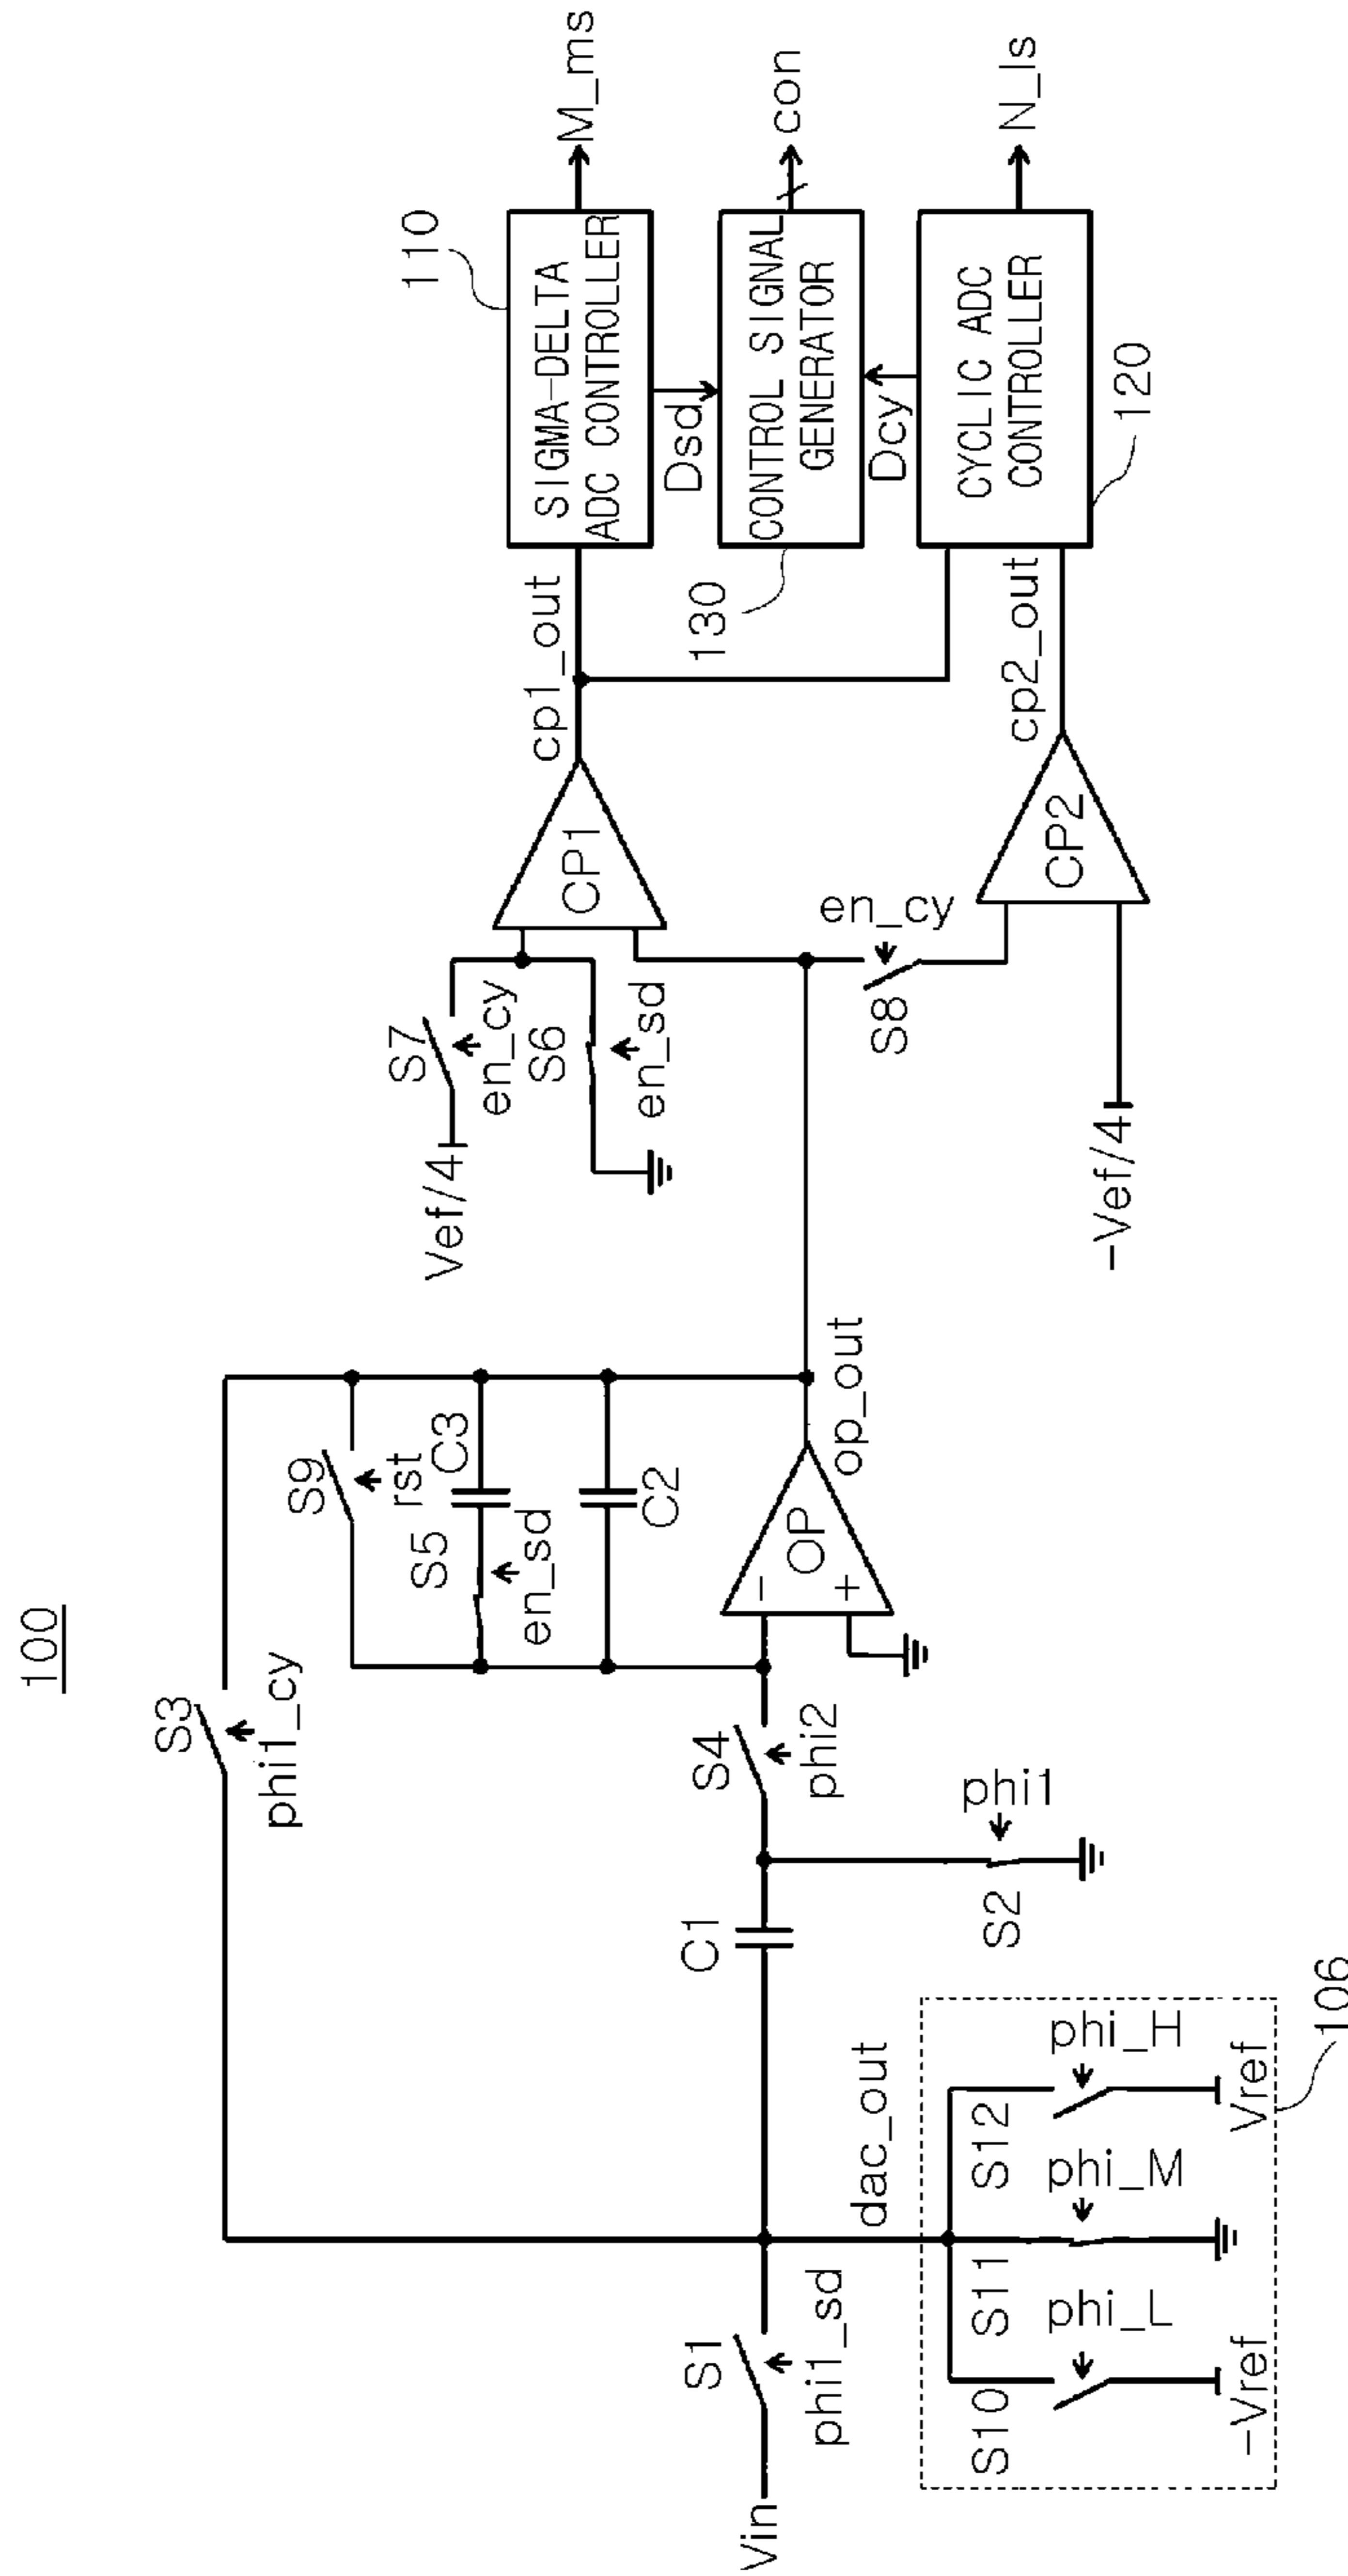 100
S3
phi1_cy
S9
rst
S5
en_sd
C3
C2
S7
en_cy
Vef/4
S6
en_sd
CP1
cp1_out
110
SIGMA-DELTA
ADC CONTROLLER
M_ms
Dsd
130
CONTROL SIGNAL
GENERATOR
con
Dcy
CYCLIC ADC
CONTROLLER
N_ls
120
Vin
S1
phi1_sd
C1
S4
phi2
−
+
OP
op_out
S8
en_cy
CP2
cp2_out
-Vef/4
S2
phi1
dac_out
S10
phi_L
-Vref
S11
phi_M
S12
phi_H
Vref
106